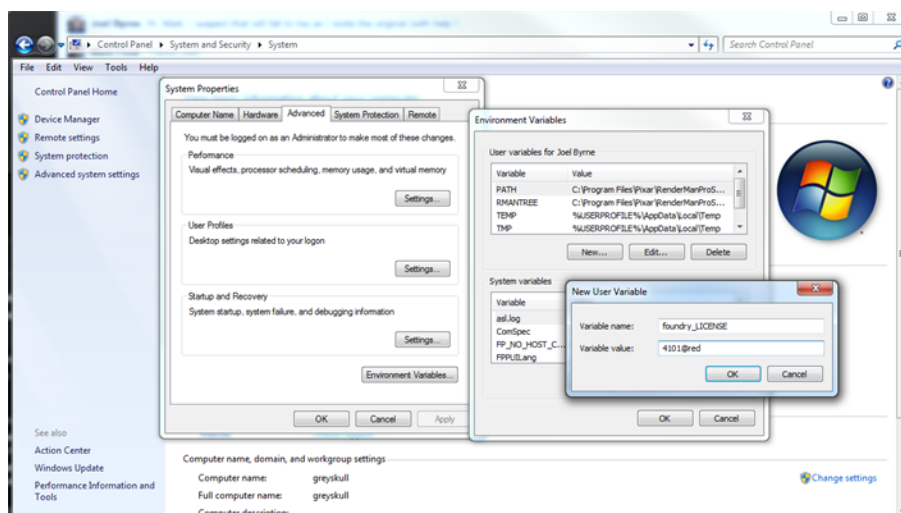 Control Panel ▸ System and Security ▸ System
Search Control Panel
File Edit View Tools Help
Control Panel Home
Device Manager
Remote settings
System protection
Advanced system settings
See also
Action Center
Windows Update
Performance Information and
Tools
System Properties
Computer Name Hardware Advanced System Protection Remote
You must be logged on as an Administrator to make most of these changes.
Performance
Visual effects, processor scheduling, memory usage, and virtual memory
Settings...
User Profiles
Desktop settings related to your logon
Settings...
Startup and Recovery
System startup, system failure, and debugging information
Settings...
Environment Variables...
OK Cancel Apply
Environment Variables
User variables for Joel Byrne
Variable Value
PATH C:\Program Files\Pixar\RenderManProS...
RMANTREE C:\Program Files\Pixar\RenderManProS...
TEMP %USERPROFILE%\AppData\Local\Temp
TMP %USERPROFILE%\AppData\Local\Temp
New... Edit... Delete
System variables
Variable
asl.log
ComSpec
FP_NO_HOST_C...
FPPUILang
New User Variable
Variable name: foundry_LICENSE
Variable value: 4101@red
OK Cancel
OK Cancel
Computer name, domain, and workgroup settings
Computer name: greyskull
Full computer name: greyskull
Computer description:
Change settings